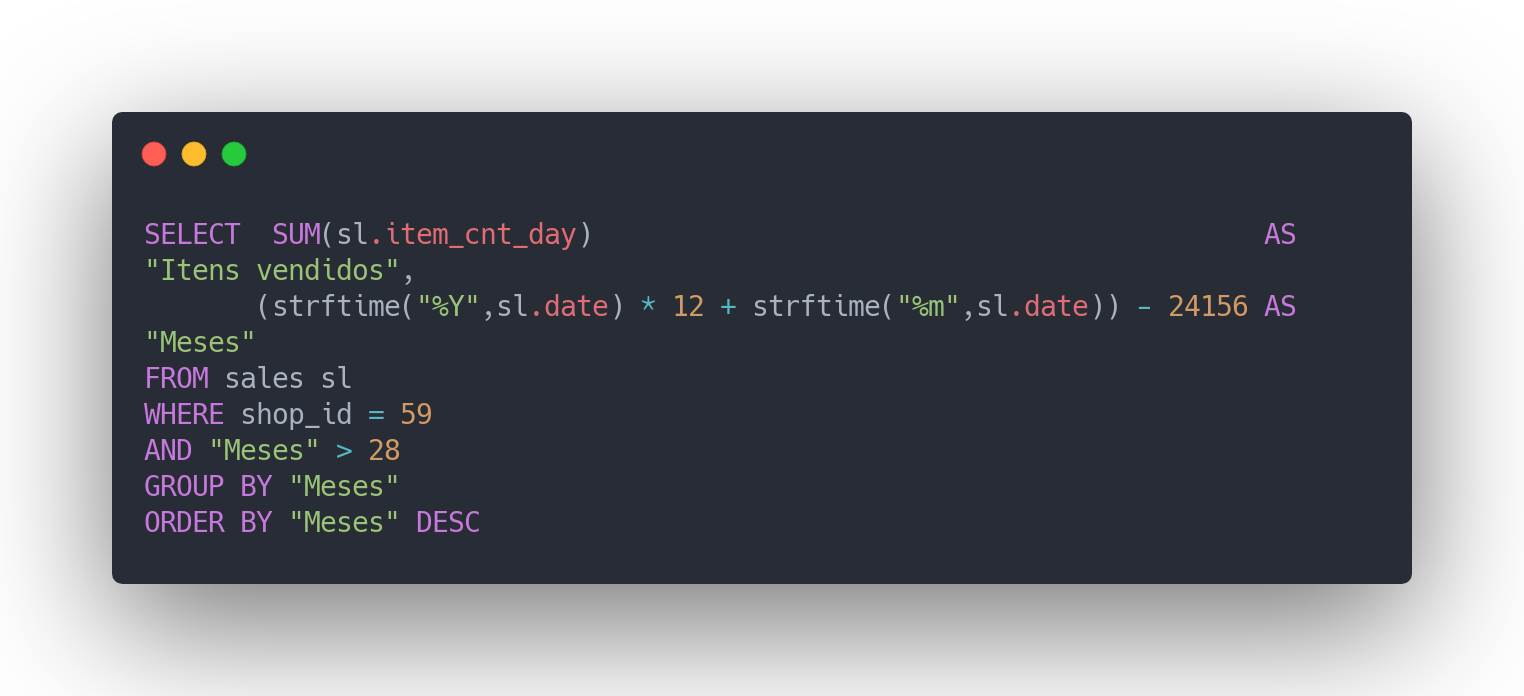 SELECT  SUM(sl.item_cnt_day)                                          AS
"Itens vendidos",
       (strftime("%Y",sl.date) * 12 + strftime("%m",sl.date)) - 24156 AS
"Meses"
FROM sales sl
WHERE shop_id = 59
AND "Meses" > 28
GROUP BY "Meses"
ORDER BY "Meses" DESC